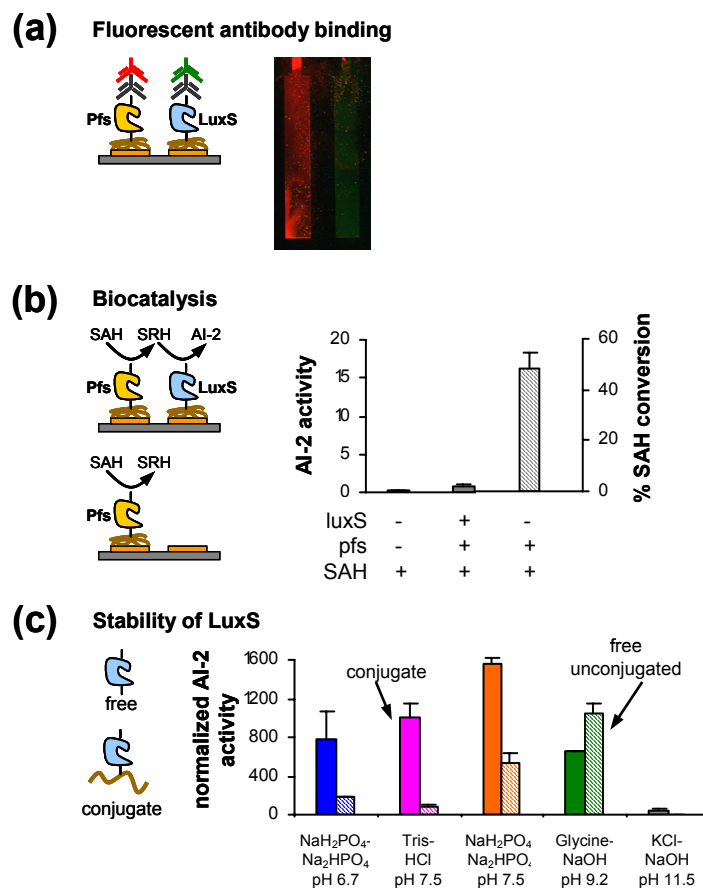 (a) Fluorescent antibody binding
Pfs LuxS
(b) Biocatalysis
SAH SRH AI-2
Pfs LuxS
SAH SRH
Pfs
AI-2 activity
20
15
10
5
0
% SAH conversion
60
40
20
0
luxS - + -
pfs - + +
SAH + + +
(c) Stability of LuxS
free
conjugate
normalized AI-2
activity
1600
1200
800
400
0
conjugate
free
unconjugated
NaH₂PO₄-
Na₂HPO₄
pH 6.7
Tris-
HCl
pH 7.5
NaH₂PO₄
Na₂HPO₄
pH 7.5
Glycine-
NaOH
pH 9.2
KCl-
NaOH
pH 11.5